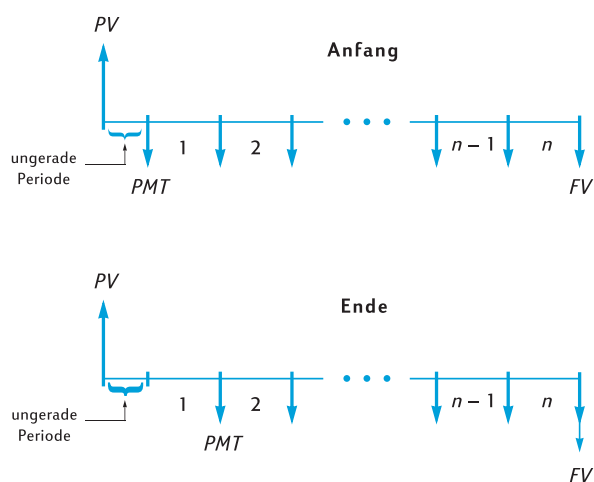 PV
Anfang
1
2
n – 1
n
ungerade
Periode
PMT
FV
PV
Ende
1
2
n – 1
n
ungerade
Periode
PMT
FV